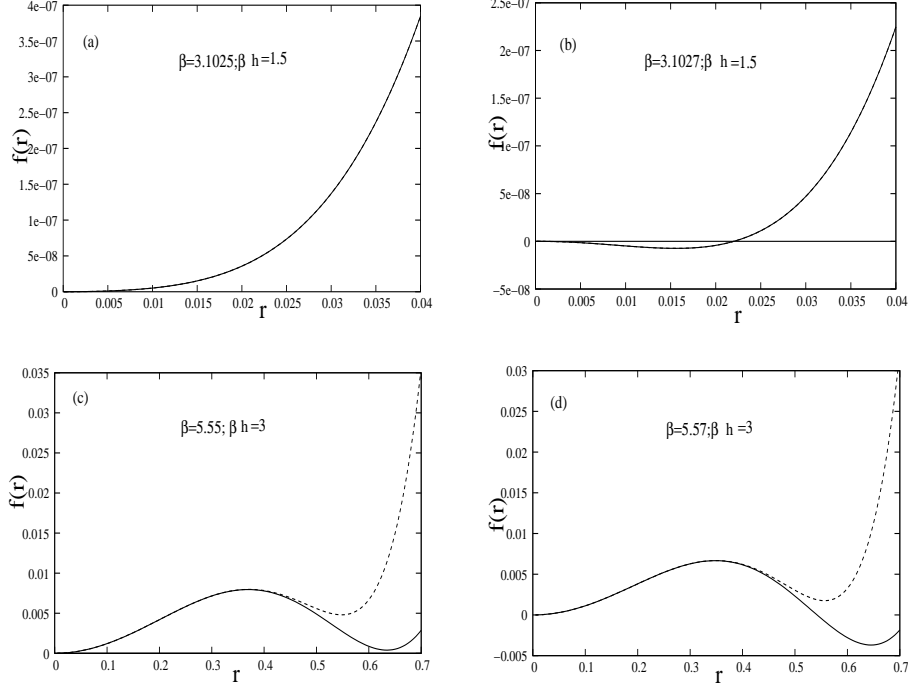 4e−07
3.5e−07
3e−07
2.5e−07
2e−07
1.5e−07
1e−07
5e−08
0
f(r)
(a)
β=3.1025;β h=1.5
0 0.005 0.01 0.015 0.02 0.025 0.03 0.035 0.04
r
2.5e−07
2e−07
1.5e−07
1e−07
5e−08
0
−5e−08
f(r)
(b)
β=3.1027;β h=1.5
0 0.005 0.01 0.015 0.02 0.025 0.03 0.035 0.04
r
0.035
0.03
0.025
0.02
0.015
0.01
0.005
0
f(r)
(c)
β=5.55; β h=3
0 0.1 0.2 0.3 0.4 0.5 0.6 0.7
r
0.03
0.025
0.02
0.015
0.01
0.005
0
−0.005
f(r)
(d)
β=5.57;β h=3
0 0.1 0.2 0.3 0.4 0.5 0.6 0.7
r